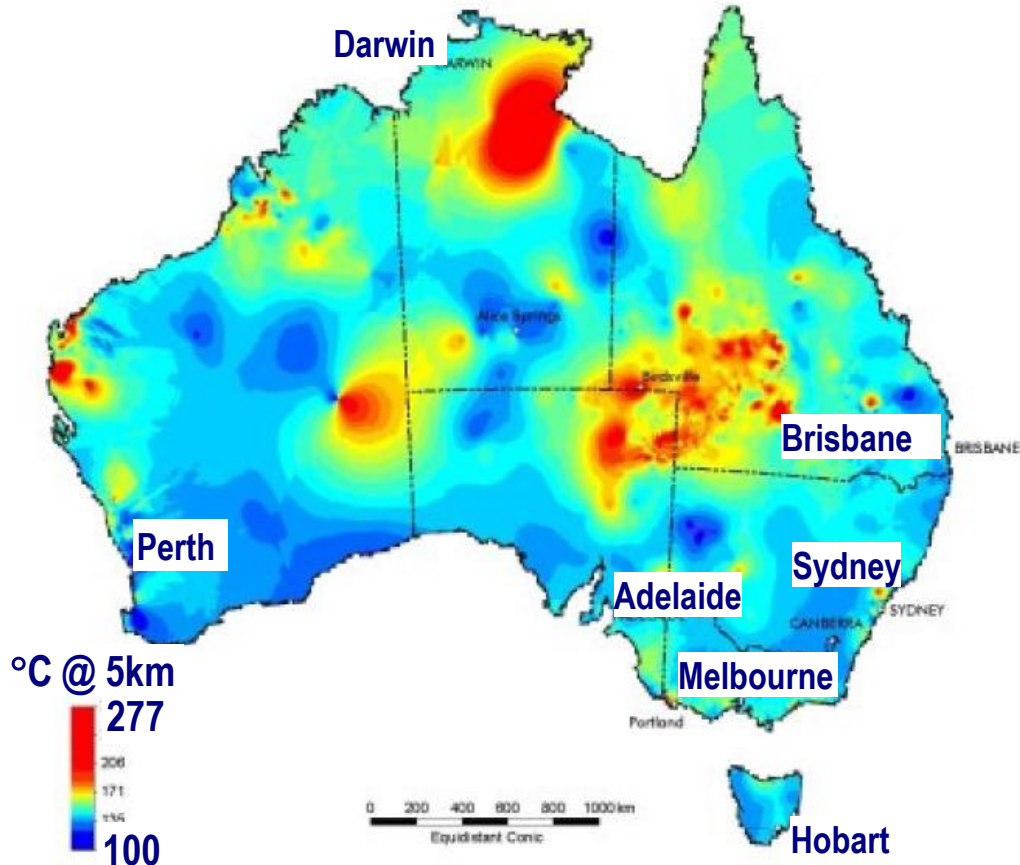 Darwin
DARWIN
Alice Springs
Birdsville
Brisbane
BRISBANE
Perth
Sydney
Adelaide
SYDNEY
CANBERRA
Melbourne
°C @ 5km
277
Portland
206
171
135
0 200 400 600 800 1000 km
Equidistant Conic
100
Hobart